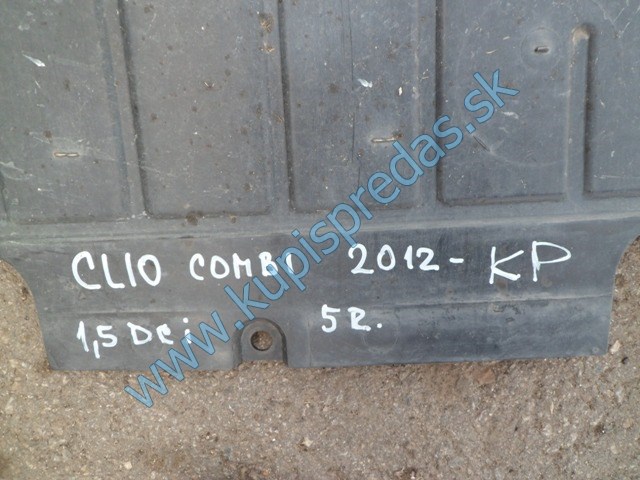 CLIO COMBI 2012- KP
1,5 DCi 5R.
www.kupispredas.sk